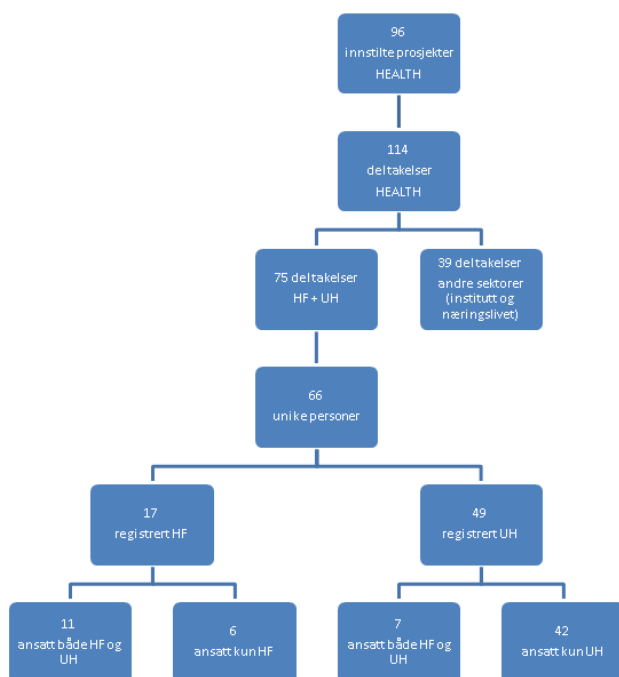 96
innstilte prosjekter
HEALTH
114
deltakelser
HEALTH
75 deltakelser
HF + UH
39 deltakelser
andre sektorer
(institutt og
næringslivet)
66
unike personer
17
registrert HF
49
registrert UH
11
ansatt både HF og
UH
6
ansatt kun HF
7
ansatt både HF og
UH
42
ansatt kun UH